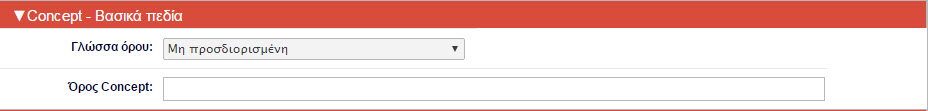 ▼Concept - Βασικά πεδία
Γλώσσα όρου: Μη προσδιορισμένη
Όρος Concept: